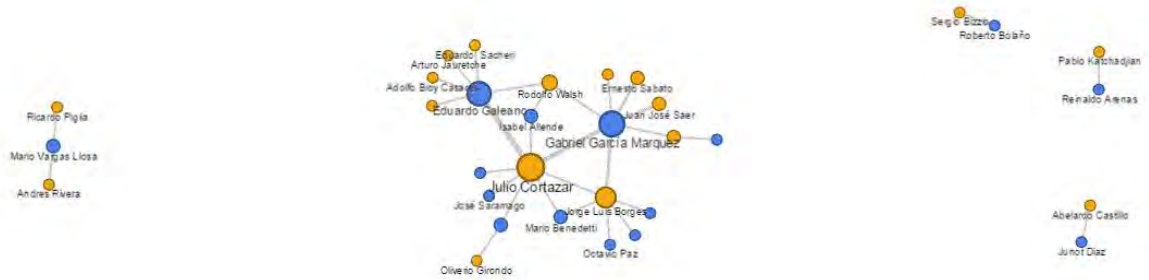 Sergio Bizzio
Roberto Bolaño
Eduardo Sacheri
Arturo Jauretche
Pablo Katchadjian
Adolfo Bioy Casares
Rodolfo Walsh
Ernesto Sabato
Reinaldo Arenas
Ricardo Piglia
Eduardo Galeano
Juan José Saer
Isabel Allende
Gabriel García Marquez
Mario Vargas Llosa
Andres Rivera
Julio Cortazar
José Saramago
Jorge Luis Borges
Abelardo Castillo
Mario Benedetti
Octavio Paz
Junot Díaz
Oliverio Girondo